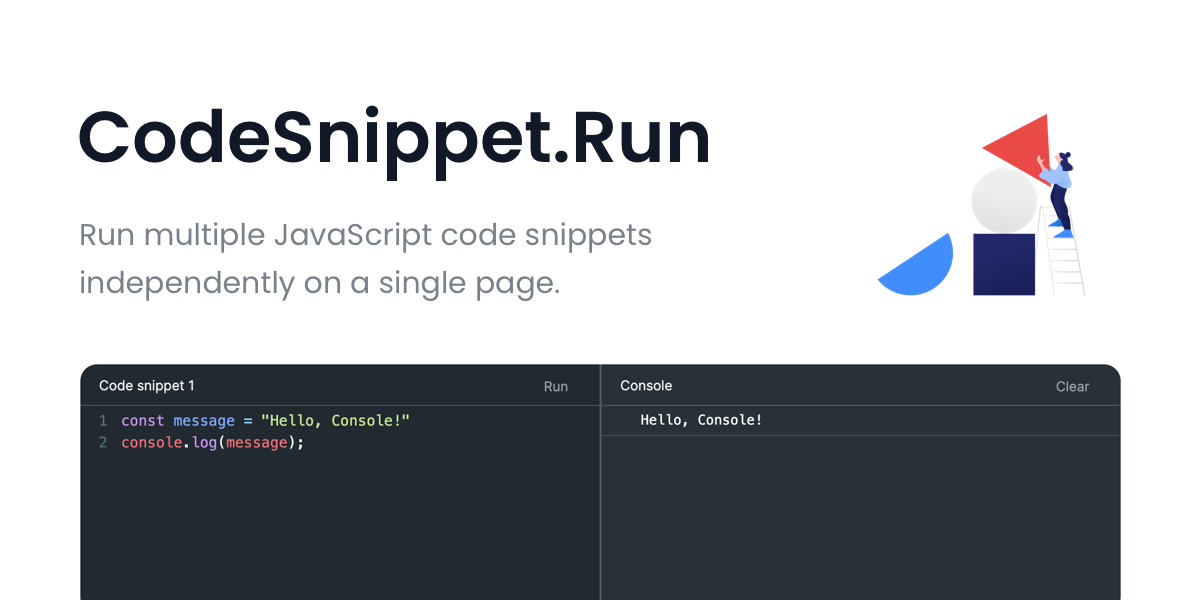 CodeSnippet.Run
Run multiple JavaScript code snippets
independently on a single page.
Code snippet 1
Run
1 const message = "Hello, Console!"
2 console.log(message);
Console
Clear
Hello, Console!